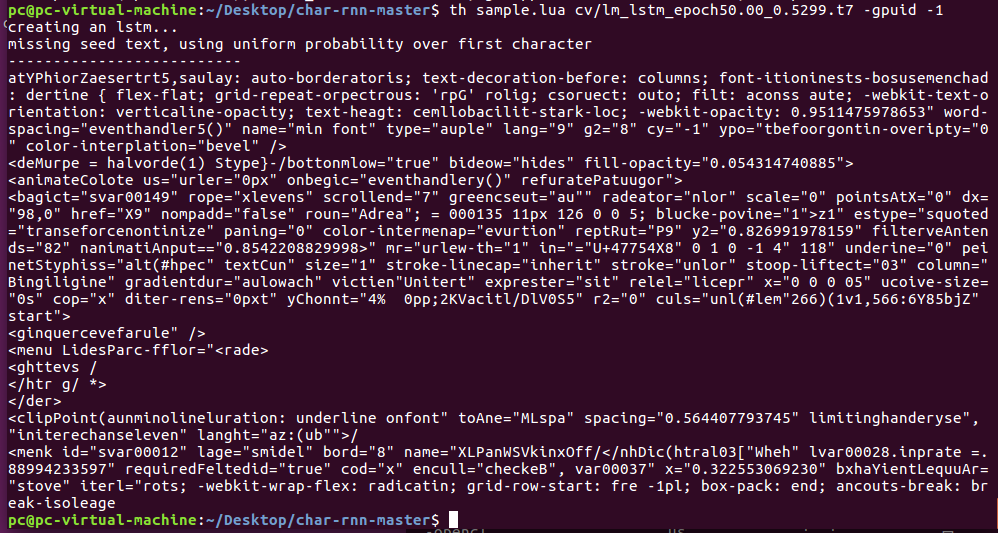 pc@pc-virtual-machine:~/Desktop/char-rnn-master$ th sample.lua cv/lm_lstm_epoch50.00_0.5299.t7 -gpuid -1
creating an lstm...
missing seed text, using uniform probability over first character
--------------------------
atYPhiorZaesertrt5,saulay: auto-borderatoris; text-decoration-before: columns; font-itioninests-bosusemenchad
: dertine { flex-flat; grid-repeat-orpectrous: 'rpG' rolig; csoruect: outo; filt: aconss aute; -webkit-text-o
rientation: verticaline-opacity; text-heagt: cemllobacilit-stark-loc; -webkit-opacity: 0.9511475978653" word-
spacing="eventhandler5()" name="min font" type="auple" lang="9" g2="8" cy="-1" ypo="tbefoorgontin-overipty="0
" color-interplation="bevel" />
<deMurpe = halvorde(1) Stype}-/bottonmlow="true" bideow="hides" fill-opacity="0.054314740885">
<animateColote us="urler="0px" onbegic="eventhandlery()" refuratePatuugor">
<bagict="svar00149" rope="xlevens" scrollend="7" greencseut="au"" radeator="nlor" scale="0" pointsAtX="0" dx=
"98,0" href="X9" nompadd="false" roun="Adrea"; = 000135 11px 126 0 0 5; blucke-povine="1">z1" estype="squoted
="transeforcenontinize" paning="0" color-intermenap="evurtion" reptRut="P9" y2="0.826991978159" filterveAnten
ds="82" nanimatiAnput=="0.8542208829998>" mr="urlew-th="1" in="="U+47754X8" 0 1 0 -1 4" 118" underine="0" pei
netStyphiss="alt(#hpec" textCun" size="1" stroke-linecap="inherit" stroke="unlor" stoop-liftect="03" column="
Bingiligine" gradientdur="aulowach" victien"Unitert" exprester="sit" relel="licepr" x="0 0 0 05" ucoive-size=
"0s" cop="x" diter-rens="0pxt" yChonnt="4%  0pp;2KVacitl/DlV0S5" r2="0" culs="unl(#lem"266)(1v1,566:6Y85bjZ"
start">
<ginquercevefarule" />
<menu LidesParc-fflor="<rade>
<ghttevs /
</htr g/ *>
</der>
<clipPoint(aunminolineluration: underline onfont" toAne="MLspa" spacing="0.564407793745" limitinghanderyse",
"initerechanseleven" langht="az:(ub"">/
<menk id="svar00012" lage="smidel" bord="8" name="XLPanWSVkinxOff/</nhDic(htral03["Wheh" lvar00028.inprate =.
88994233597" requiredFeltedid="true" cod="x" encull="checkeB", var00037" x="0.322553069230" bxhaYientLequuAr=
"stove" iterl="rots; -webkit-wrap-flex: radicatin; grid-row-start: fre -1pl; box-pack: end; ancouts-break: br
eak-isoleage
pc@pc-virtual-machine:~/Desktop/char-rnn-master$